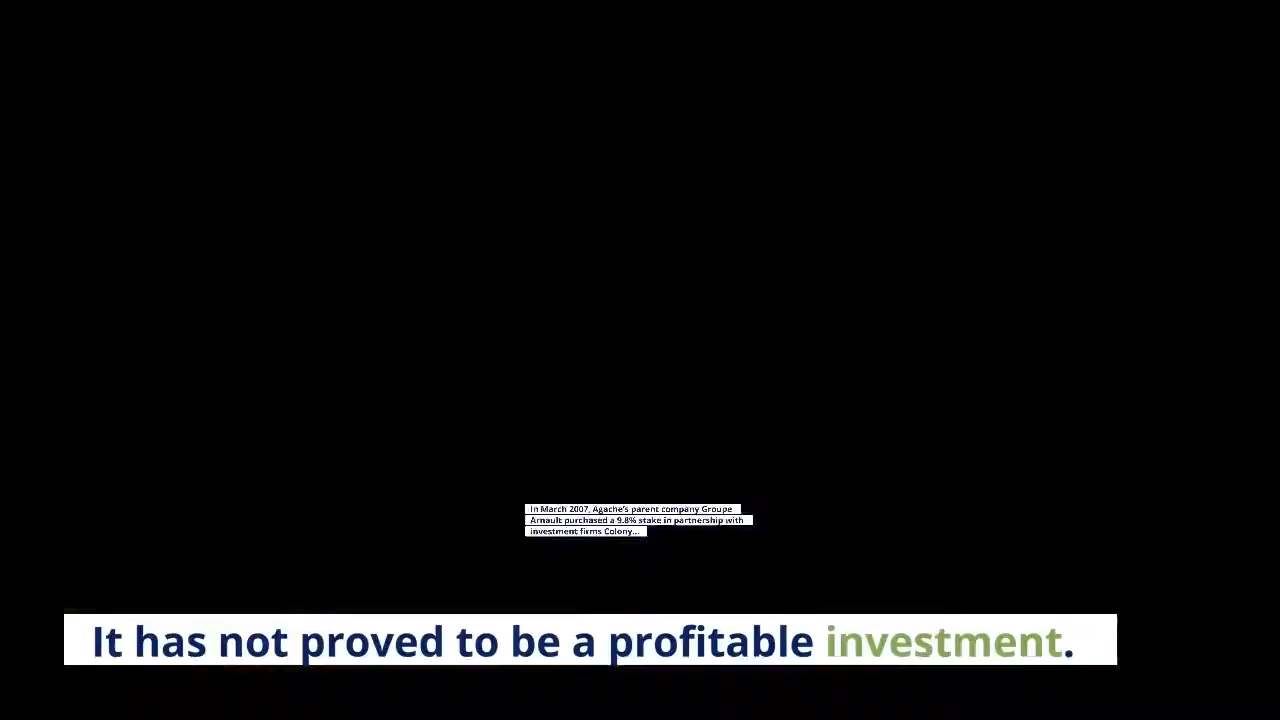 In March 2007, Agache's parent company Groupe
Arnault purchased a 9.8% stake in partnership with
investment firms Colony...
It has not proved to be a profitable investment.